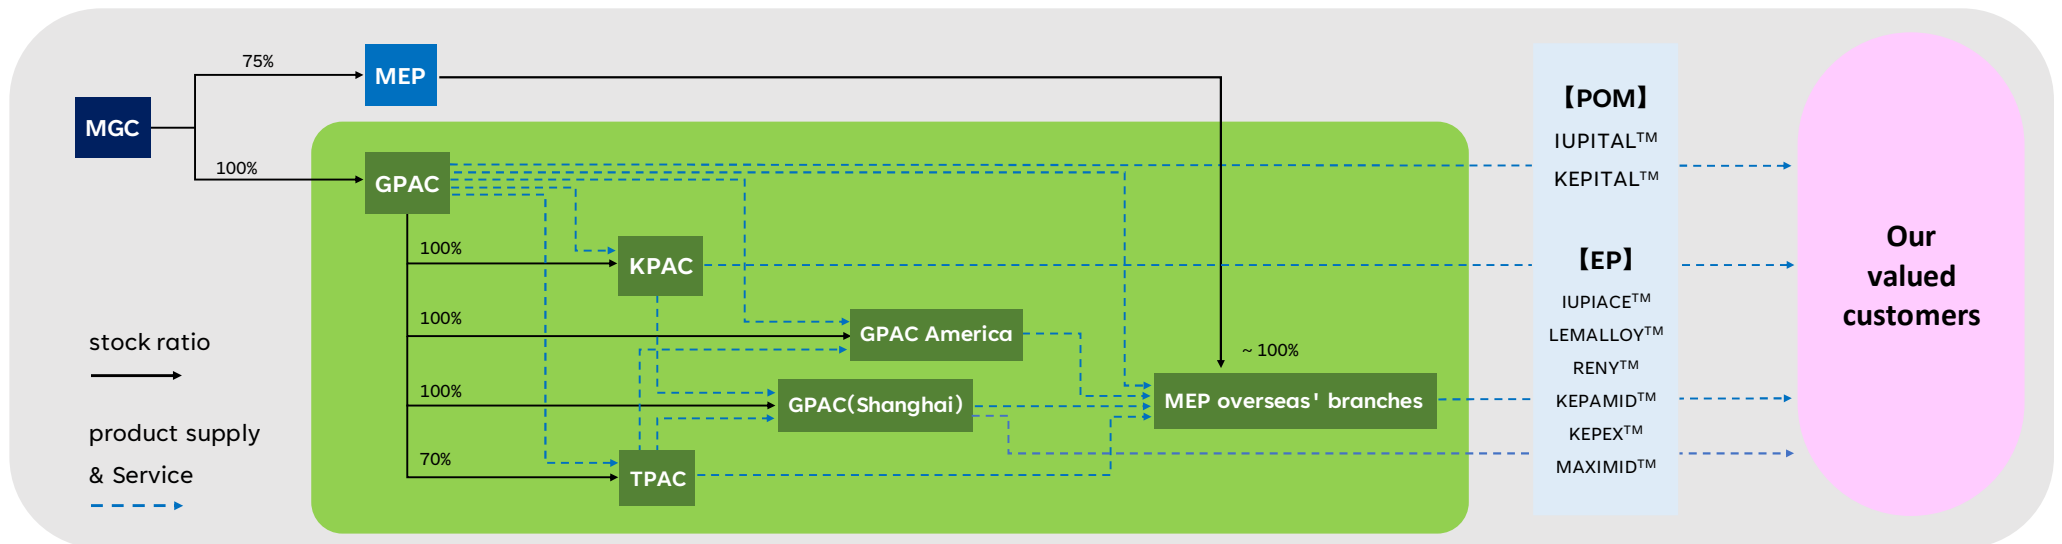 75%
MEP
MGC
100%
GPAC
100%
KPAC
100%
GPAC America
~ 100%
100%
GPAC(Shanghai)
MEP overseas' branches
70%
TPAC
stock ratio
product supply
& Service
【POM】
IUPITAL™
KEPITAL™
【EP】
IUPIACE™
LEMALLOY™
RENY™
KEPAMID™
KEPEX™
MAXIMID™
Our
valued
customers